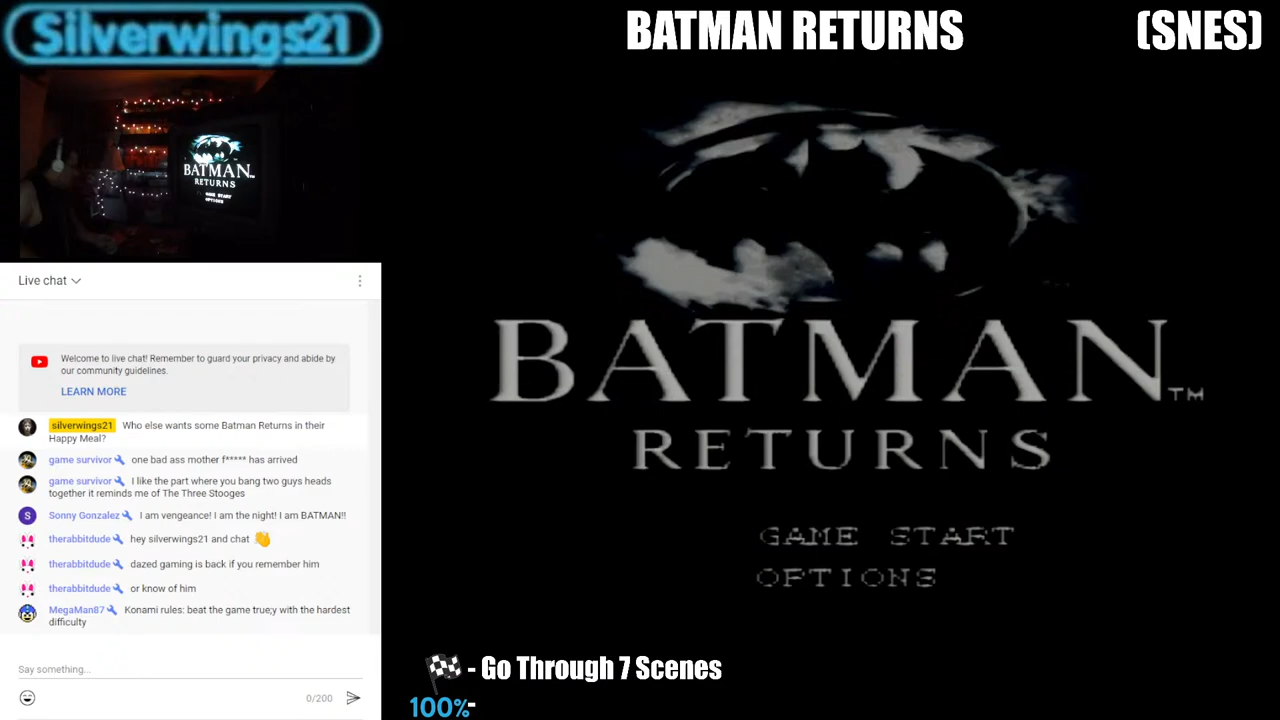 Silverwings21
BATMAN RETURNS (SNES)
BATMAN™
RETURNS
GAME START
OPTIONS
Live chat
Welcome to live chat! Remember to guard your privacy and abide by
our community guidelines.
LEARN MORE
silverwings21 Who else wants some Batman Returns in their
Happy Meal?
game survivor one bad ass mother f***** has arrived
game survivor I like the part where you bang two guys heads
together it reminds me of The Three Stooges
S
Sonny Gonzalez I am vengeance! I am the night! I am BATMAN!!
therabbitdude hey silverwings21 and chat 👋
therabbitdude dazed gaming is back if you remember him
therabbitdude or know of him
MegaMan87 Konami rules: beat the game true;y with the hardest
difficulty
Say something...
0/200
BATMAN™
RETURNS
GAME START
OPTIONS
- Go Through 7 Scenes
100%-